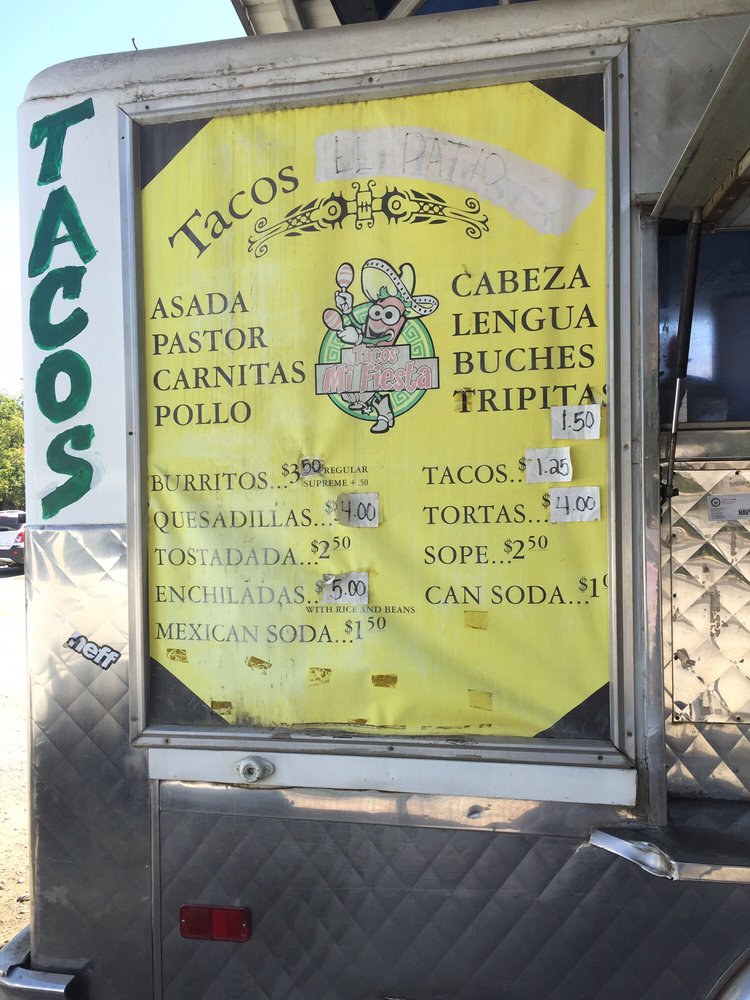 TACOS
Tacos EL PATIO
ASADA
PASTOR
CARNITAS
POLLO
Tacos
Mi Fiesta
CABEZA
LENGUA
BUCHES
TRIPITAS
1.50
BURRITOS...$3.50 REGULAR
SUPREME + .50
QUESADILLAS...$4.00
TOSTADADA...$2.50
ENCHILADAS...$5.00
WITH RICE AND BEANS
MEXICAN SODA...$1.50
TACOS...$1.25
TORTAS...$4.00
SOPE...$2.50
CAN SODA...$1
neff